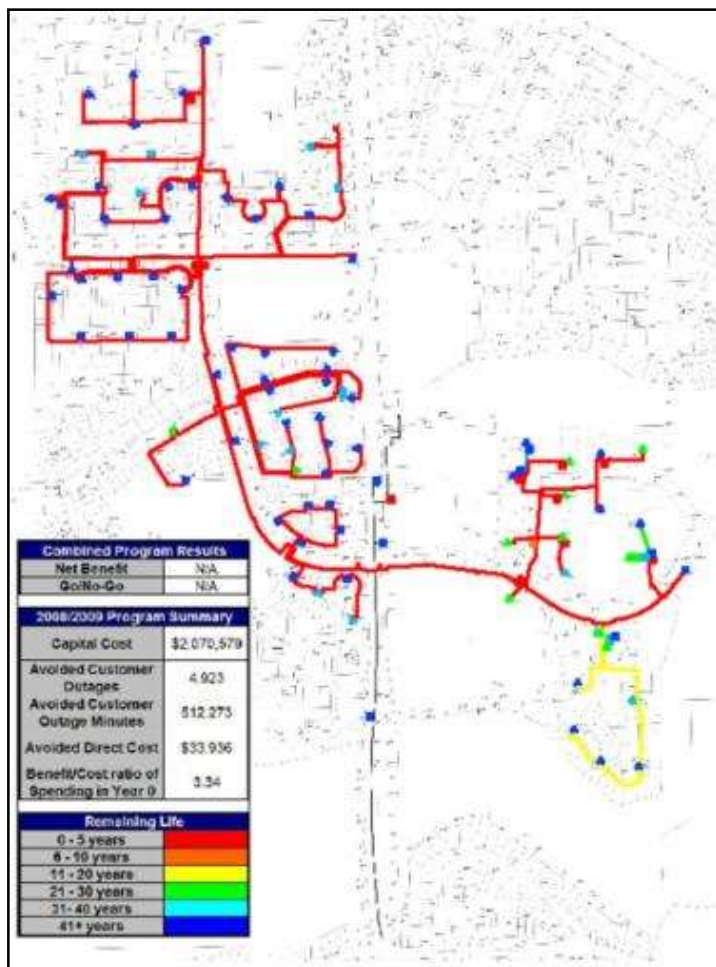 Combined Program Results
Net Benefit N/A
Go/No-Go N/A
2008/2009 Program Summary
Capital Cost $2,070,579
Avoided Customer
Outages 4,923
Avoided Customer
Outage Minutes 512,273
Avoided Direct Cost $33,936
Benefit/Cost ratio of
Spending in Year 0 3.34
Remaining Life
0 - 5 years
6 - 10 years
11 - 20 years
21 - 30 years
31- 40 years
41+ years